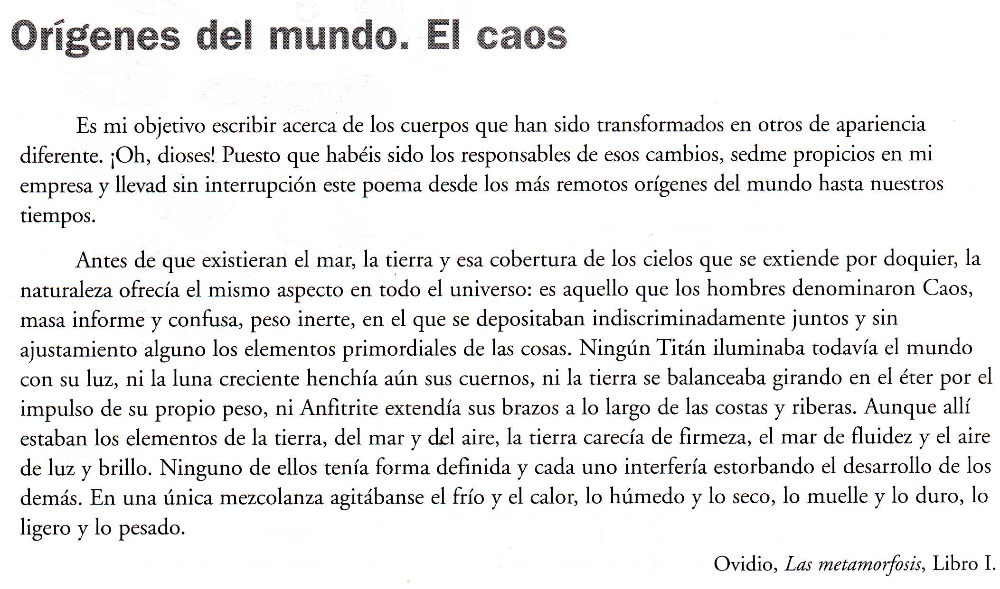 Orígenes del mundo. El caos
Es mi objetivo escribir acerca de los cuerpos que han sido transformados en otros de apariencia
diferente. ¡Oh, dioses! Puesto que habéis sido los responsables de esos cambios, sedme propicios en mi
empresa y llevad sin interrupción este poema desde los más remotos orígenes del mundo hasta nuestros
tiempos.
Antes de que existieran el mar, la tierra y esa cobertura de los cielos que se extiende por doquier, la
naturaleza ofrecía el mismo aspecto en todo el universo: es aquello que los hombres denominaron Caos,
masa informe y confusa, peso inerte, en el que se depositaban indiscriminadamente juntos y sin
ajustamiento alguno los elementos primordiales de las cosas. Ningún Titán iluminaba todavía el mundo
con su luz, ni la luna creciente henchía aún sus cuernos, ni la tierra se balanceaba girando en el éter por el
impulso de su propio peso, ni Anfitrite extendía sus brazos a lo largo de las costas y riberas. Aunque allí
estaban los elementos de la tierra, del mar y del aire, la tierra carecía de firmeza, el mar de fluidez y el aire
de luz y brillo. Ninguno de ellos tenía forma definida y cada uno interfería estorbando el desarrollo de los
demás. En una única mezcolanza agitábanse el frío y el calor, lo húmedo y lo seco, lo muelle y lo duro, lo
ligero y lo pesado.
Ovidio, Las metamorfosis, Libro I.